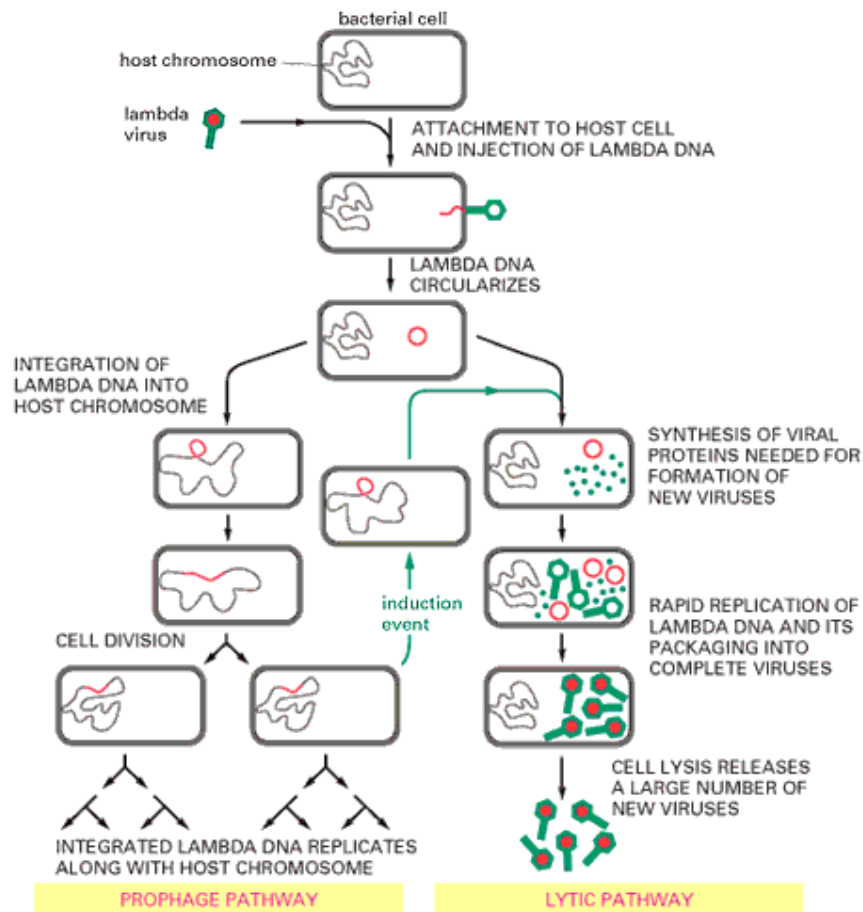 bacterial cell
host chromosome
lambda
virus
ATTACHMENT TO HOST CELL
AND INJECTION OF LAMBDA DNA
LAMBDA DNA
CIRCULARIZES
INTEGRATION OF
LAMBDA DNA INTO
HOST CHROMOSOME
SYNTHESIS OF VIRAL
PROTEINS NEEDED FOR
FORMATION OF
NEW VIRUSES
induction
event
RAPID REPLICATION OF
LAMBDA DNA AND ITS
PACKAGING INTO
COMPLETE VIRUSES
CELL DIVISION
CELL LYSIS RELEASES
A LARGE NUMBER OF
NEW VIRUSES
INTEGRATED LAMBDA DNA REPLICATES
ALONG WITH HOST CHROMOSOME
PROPHAGE PATHWAY
LYTIC PATHWAY